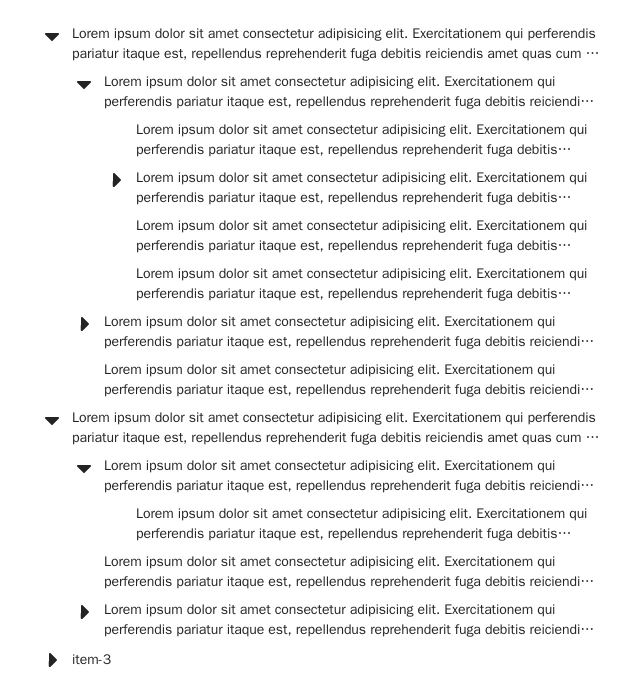 Lorem ipsum dolor sit amet consectetur adipisicing elit. Exercitationem qui perferendis
pariatur itaque est, repellendus reprehenderit fuga debitis reiciendis amet quas cum ⋯
Lorem ipsum dolor sit amet consectetur adipisicing elit. Exercitationem qui
perferendis pariatur itaque est, repellendus reprehenderit fuga debitis reiciendi⋯
Lorem ipsum dolor sit amet consectetur adipisicing elit. Exercitationem qui
perferendis pariatur itaque est, repellendus reprehenderit fuga debitis⋯
Lorem ipsum dolor sit amet consectetur adipisicing elit. Exercitationem qui
perferendis pariatur itaque est, repellendus reprehenderit fuga debitis⋯
Lorem ipsum dolor sit amet consectetur adipisicing elit. Exercitationem qui
perferendis pariatur itaque est, repellendus reprehenderit fuga debitis⋯
Lorem ipsum dolor sit amet consectetur adipisicing elit. Exercitationem qui
perferendis pariatur itaque est, repellendus reprehenderit fuga debitis⋯
Lorem ipsum dolor sit amet consectetur adipisicing elit. Exercitationem qui
perferendis pariatur itaque est, repellendus reprehenderit fuga debitis reiciendi⋯
Lorem ipsum dolor sit amet consectetur adipisicing elit. Exercitationem qui
perferendis pariatur itaque est, repellendus reprehenderit fuga debitis reiciendi⋯
Lorem ipsum dolor sit amet consectetur adipisicing elit. Exercitationem qui perferendis
pariatur itaque est, repellendus reprehenderit fuga debitis reiciendis amet quas cum ⋯
Lorem ipsum dolor sit amet consectetur adipisicing elit. Exercitationem qui
perferendis pariatur itaque est, repellendus reprehenderit fuga debitis reiciendi⋯
Lorem ipsum dolor sit amet consectetur adipisicing elit. Exercitationem qui
perferendis pariatur itaque est, repellendus reprehenderit fuga debitis⋯
Lorem ipsum dolor sit amet consectetur adipisicing elit. Exercitationem qui
perferendis pariatur itaque est, repellendus reprehenderit fuga debitis reiciendi⋯
Lorem ipsum dolor sit amet consectetur adipisicing elit. Exercitationem qui
perferendis pariatur itaque est, repellendus reprehenderit fuga debitis reiciendi⋯
item-3